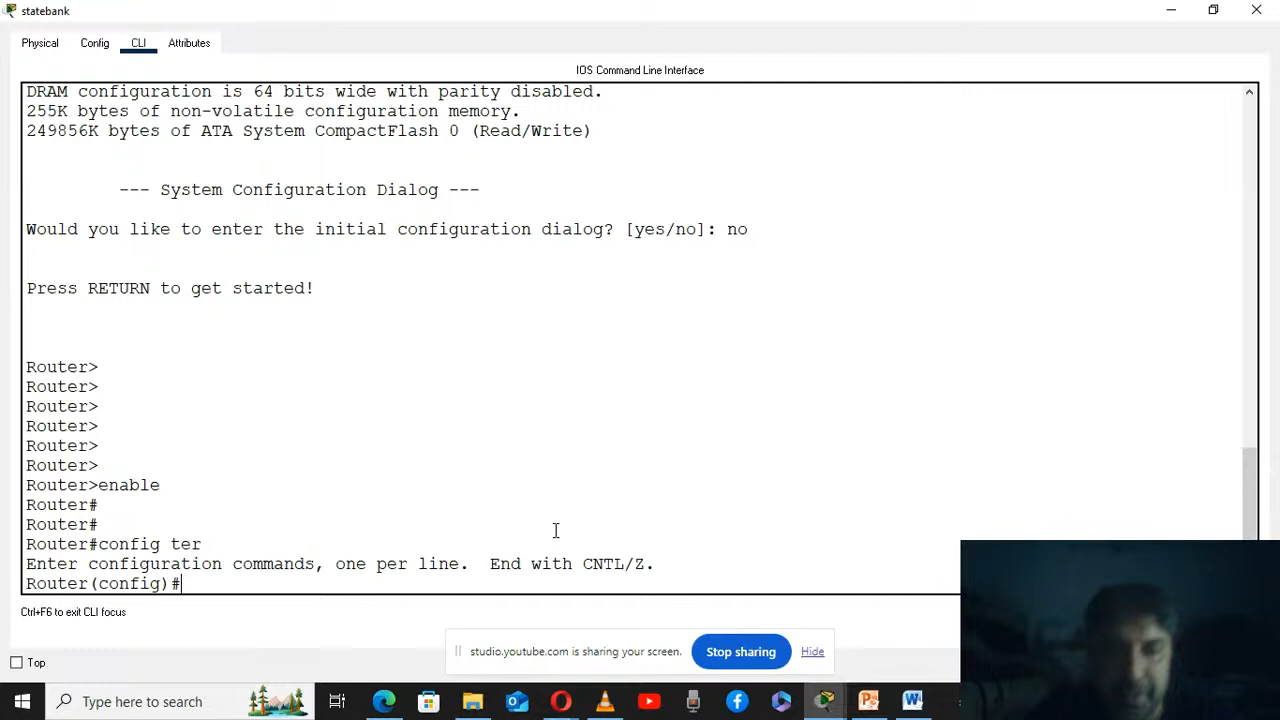 statebank
Physical Config CLI Attributes
IOS Command Line Interface
DRAM configuration is 64 bits wide with parity disabled.
255K bytes of non-volatile configuration memory.
249856K bytes of ATA System CompactFlash 0 (Read/Write)
--- System Configuration Dialog ---
Would you like to enter the initial configuration dialog? [yes/no]: no
Press RETURN to get started!
Router>
Router>
Router>
Router>
Router>
Router>
Router>enable
Router#
Router#
Router#config ter
Enter configuration commands, one per line.  End with CNTL/Z.
Router(config)#
Ctrl+F6 to exit CLI focus
studio.youtube.com is sharing your screen. Stop sharing Hide
Top
Type here to search